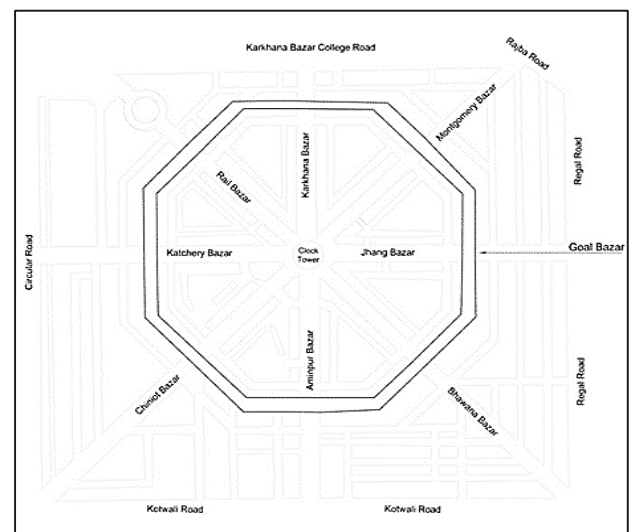 Karkhana Bazar College Road
Rajba Road
Montgomery Bazar
Karkhana Bazar
Rail Bazar
Regal Road
Goal Bazar
Clock
Tower
Katchery Bazar
Jhang Bazar
Circular Road
Aminpur Bazar
Chiniot Bazar
Bhawana Bazar
Regal Road
Kotwali Road
Kotwali Road